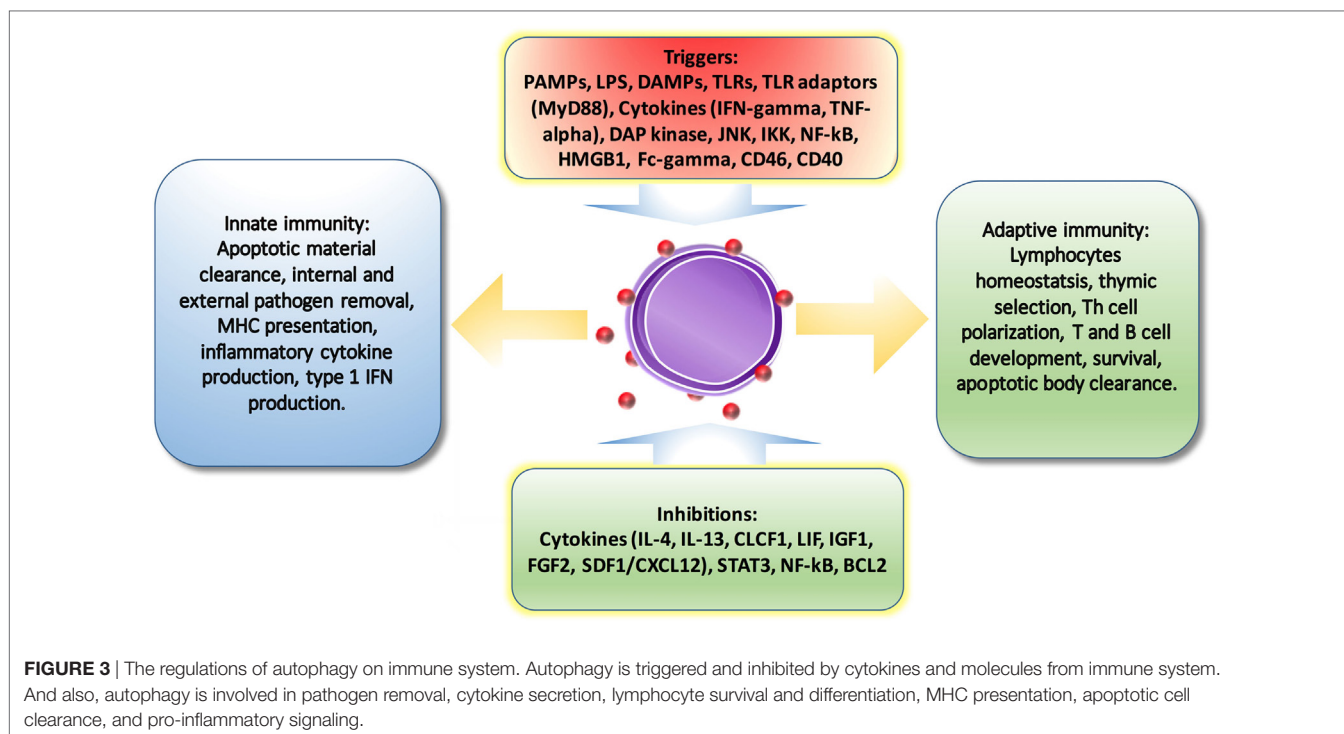 Triggers:
PAMPs, LPS, DAMPs, TLRs, TLR adaptors
(MyD88), Cytokines (IFN-gamma, TNF-
alpha), DAP kinase, JNK, IKK, NF-kB,
HMGB1, Fc-gamma, CD46, CD40
Innate immunity:
Apoptotic material
clearance, internal and
external pathogen removal,
MHC presentation,
inflammatory cytokine
production, type 1 IFN
production.
Adaptive immunity:
Lymphocytes
homeostatsis, thymic
selection, Th cell
polarization, T and B cell
development, survival,
apoptotic body clearance.
Inhibitions:
Cytokines (IL-4, IL-13, CLCF1, LIF, IGF1,
FGF2, SDF1/CXCL12), STAT3, NF-kB, BCL2
FIGURE 3 | The regulations of autophagy on immune system. Autophagy is triggered and inhibited by cytokines and molecules from immune system.
And also, autophagy is involved in pathogen removal, cytokine secretion, lymphocyte survival and differentiation, MHC presentation, apoptotic cell
clearance, and pro-inflammatory signaling.